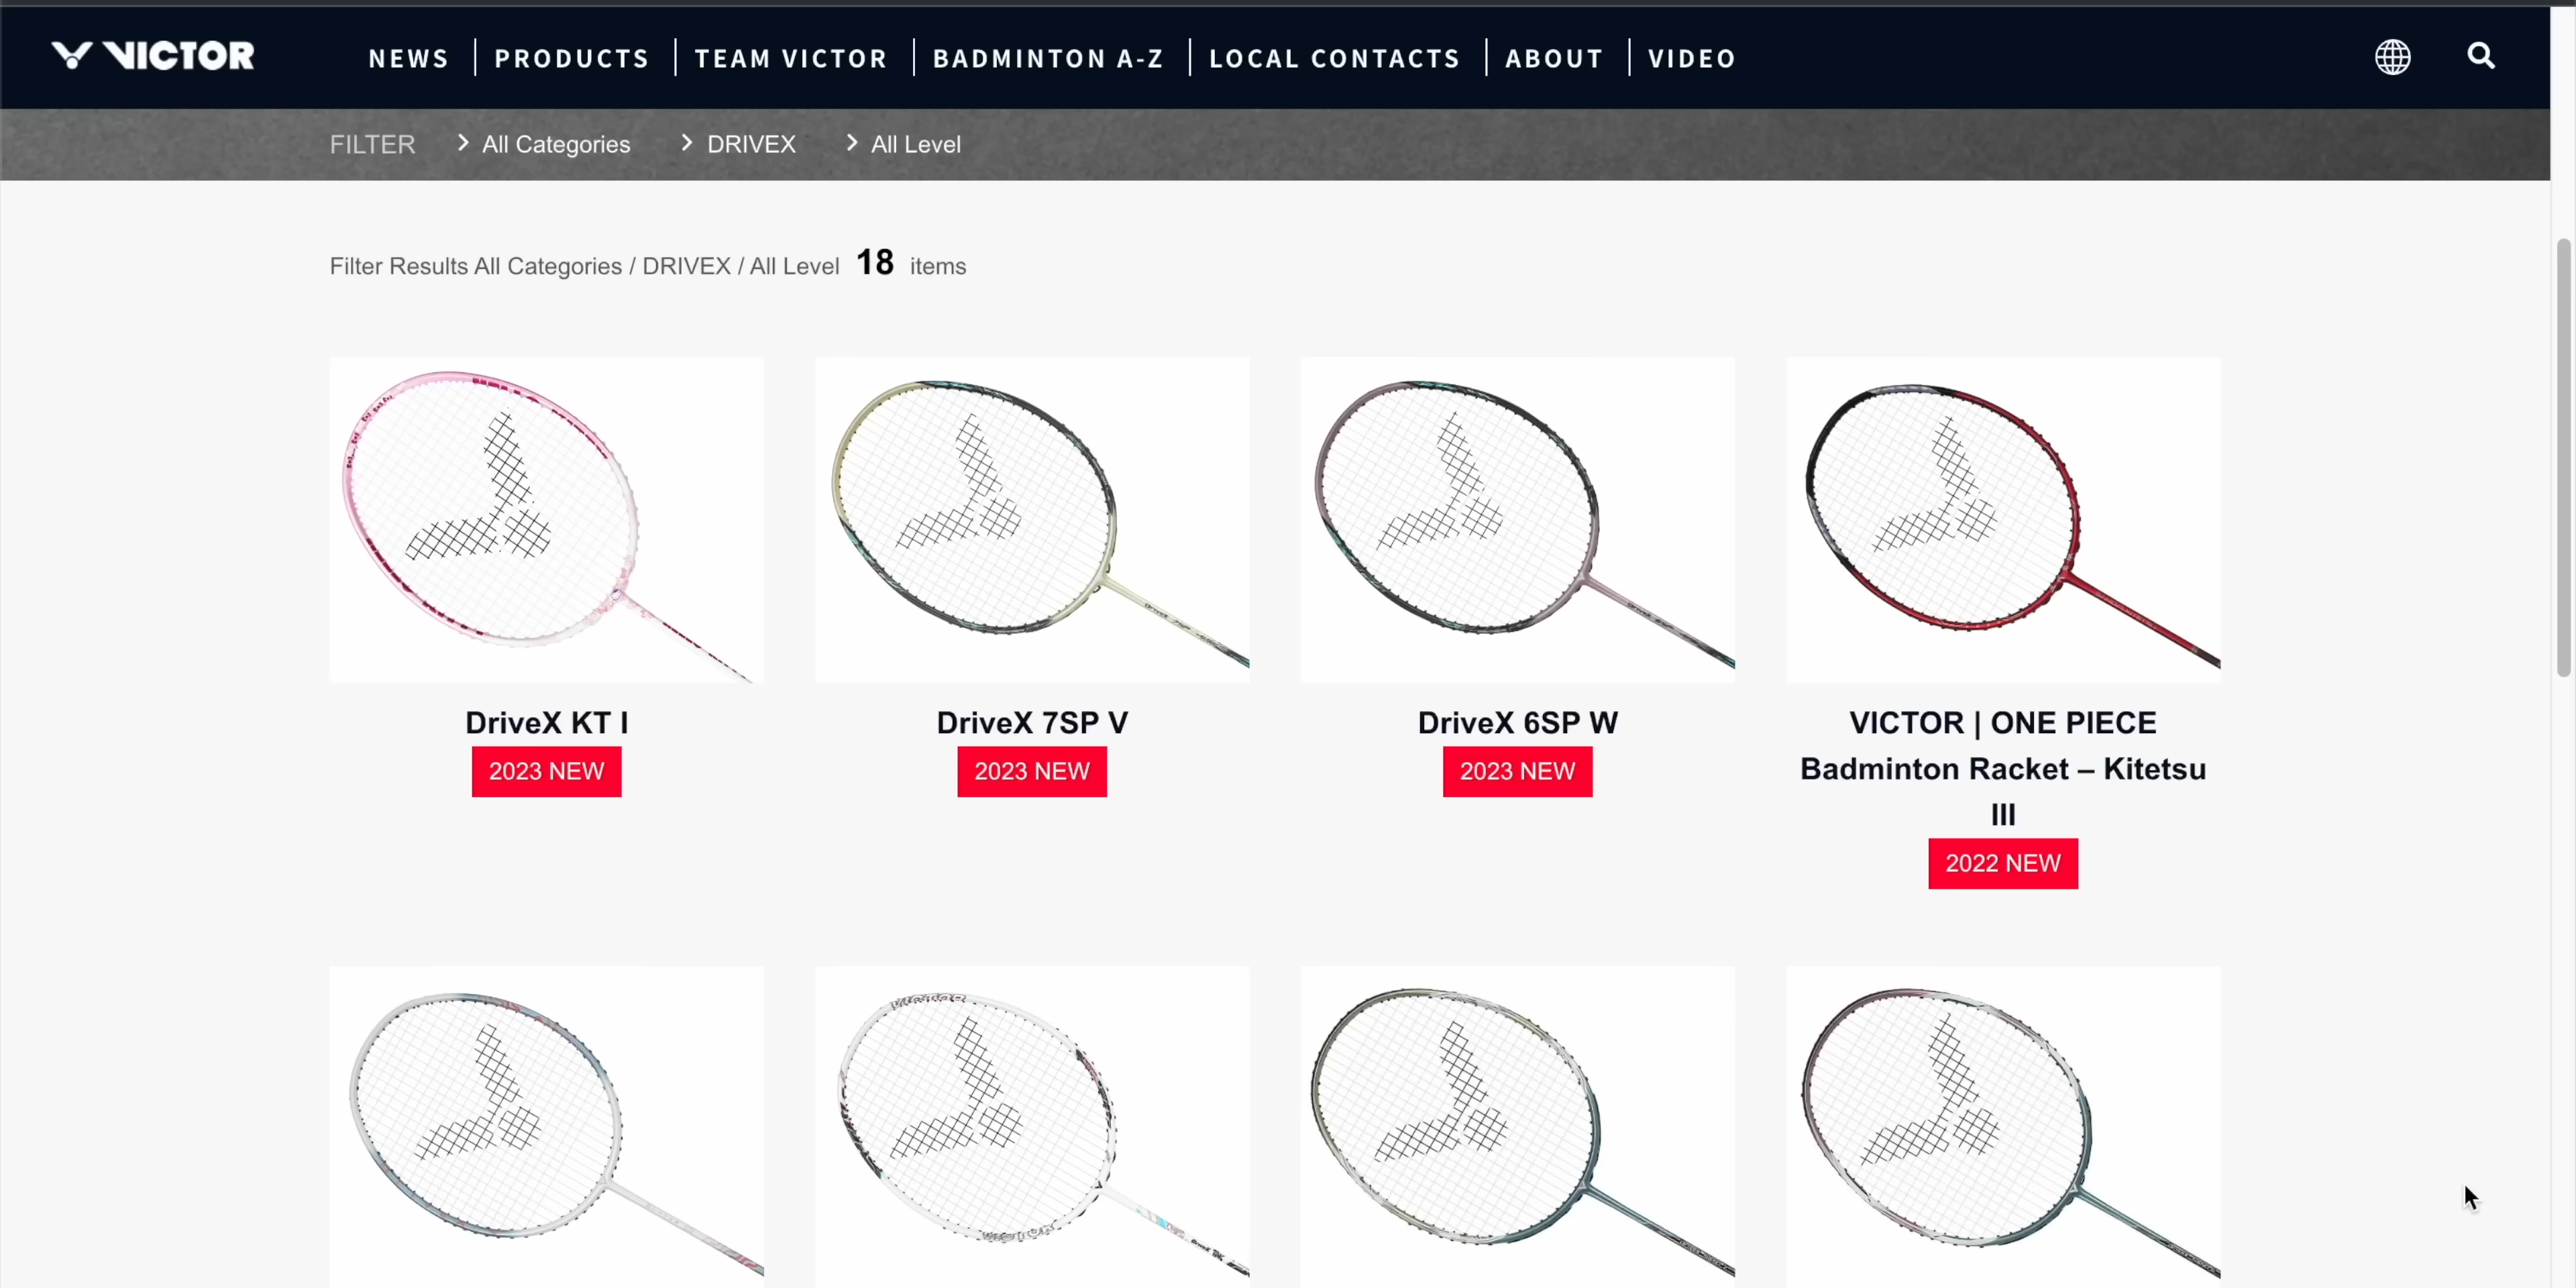 VICTOR
NEWS
PRODUCTS
TEAM VICTOR
BADMINTON A-Z
LOCAL CONTACTS
ABOUT
VIDEO
FILTER
All Categories
DRIVEX
All Level
Filter Results All Categories / DRIVEX / All Level 18 items
DriveX KT I
2023 NEW
DriveX 7SP V
2023 NEW
DriveX 6SP W
2023 NEW
VICTOR | ONE PIECE
Badminton Racket – Kitetsu
III
2022 NEW